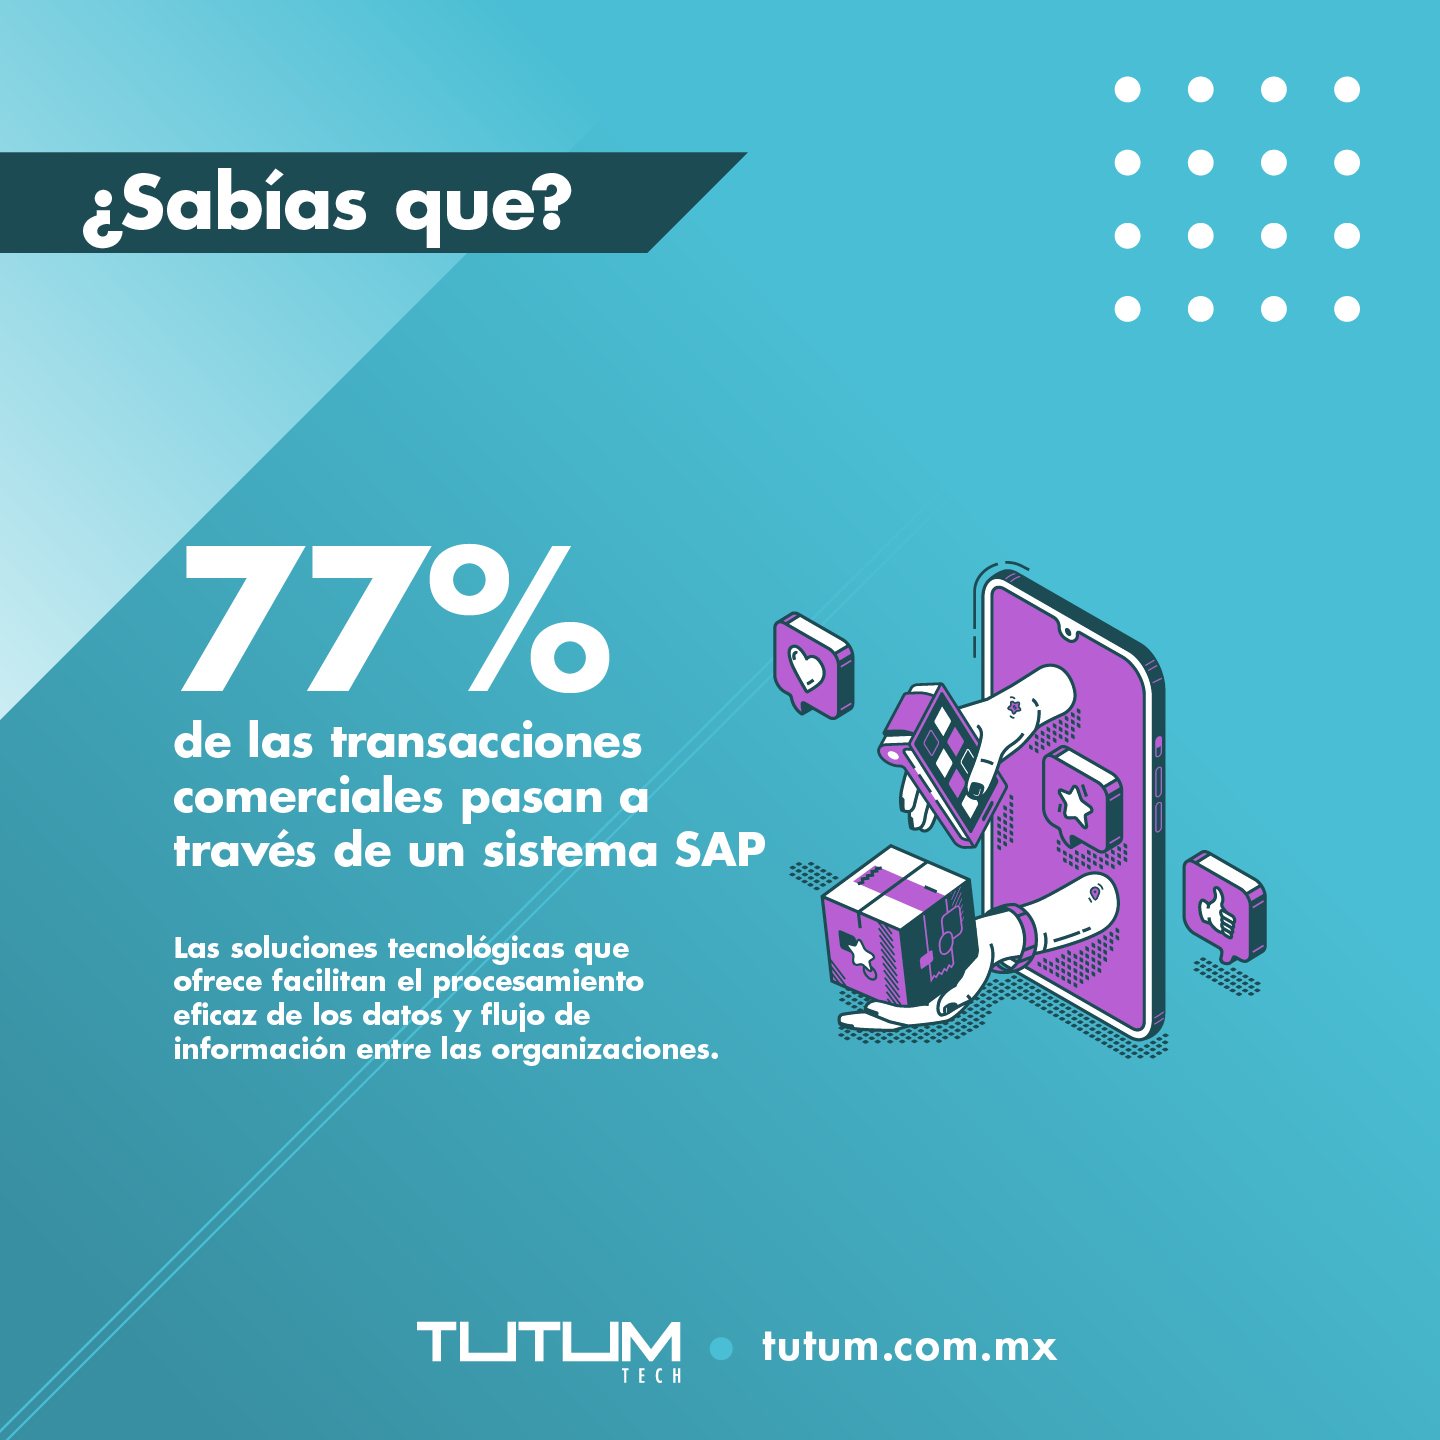 ¿Sabías que?
77%
de las transacciones
comerciales pasan a
través de un sistema SAP
Las soluciones tecnológicas que
ofrece facilitan el procesamiento
eficaz de los datos y flujo de
información entre las organizaciones.
TUTUM
TECH
tutum.com.mx